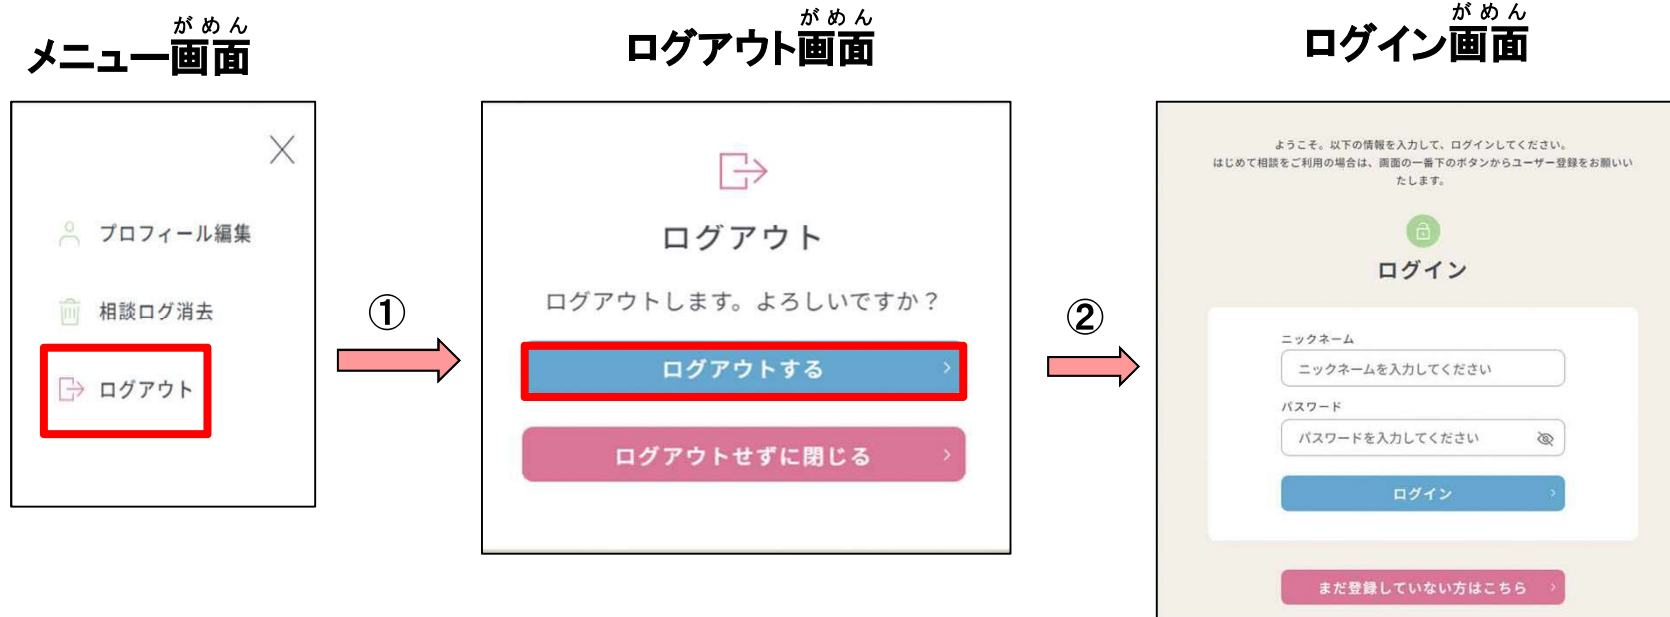 がめん
メニュー画面
プロフィール編集
相談ログ消去
ログアウト
①
がめん
ログアウト画面
ログアウト
ログアウトします。よろしいですか？
ログアウトする
ログアウトせずに閉じる
②
がめん
ログイン画面
ようこそ。以下の情報を入力して、ログインしてください。
はじめて相談をご利用の場合は、画面の一番下のボタンからユーザー登録をお願いい
たします。
ログイン
ニックネーム
ニックネームを入力してください
パスワード
パスワードを入力してください
ログイン
まだ登録していない方はこちら